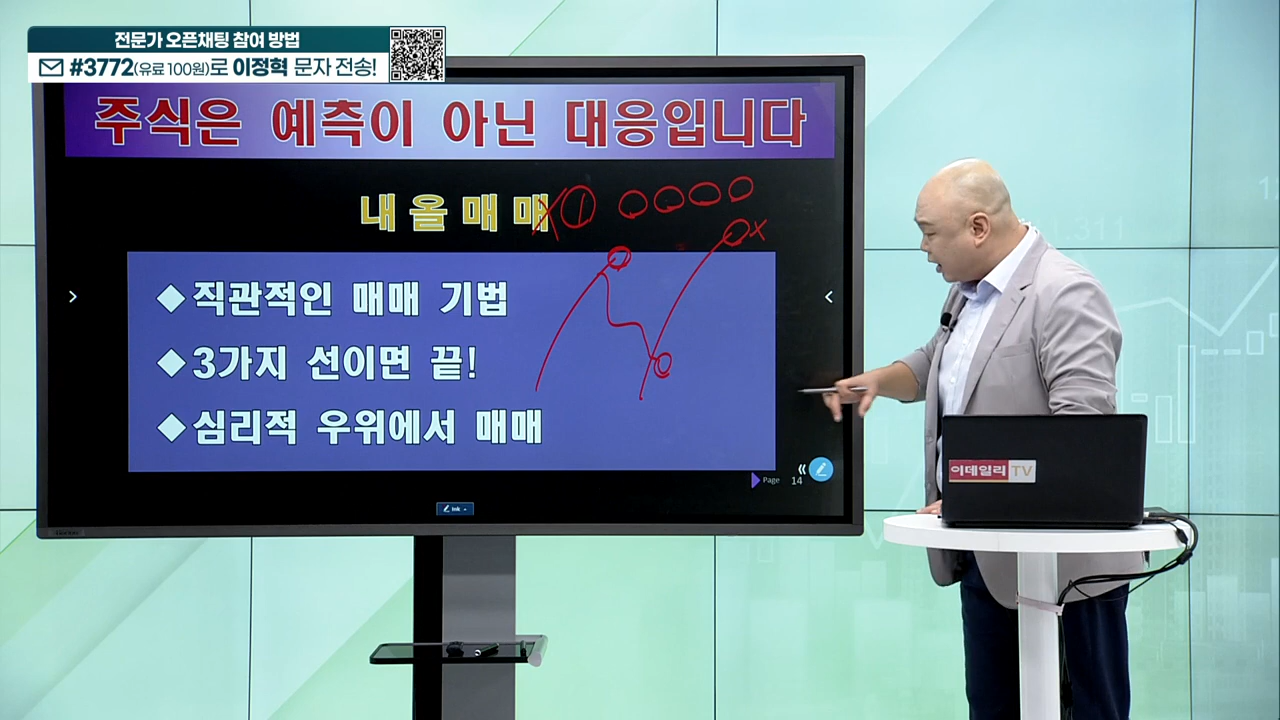 전문가 오픈채팅 참여 방법
#3772(유료 100원)로 이정혁 문자 전송!
주식은 예측이 아닌 대응입니다
내올매매
◆직관적인 매매 기법
◆3가지 선이면 끝!
◆심리적 우위에서 매매
Page 14
Ink
이데일리TV